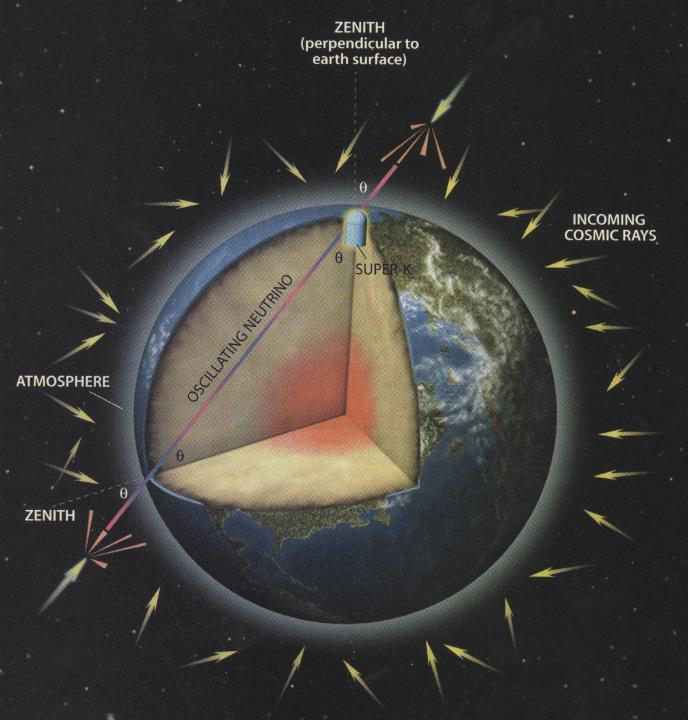 ZENITH
(perpendicular to
earth surface)
θ
INCOMING
COSMIC RAYS
θ
SUPER-K
OSCILLATING NEUTRINO
ATMOSPHERE
θ
θ
ZENITH